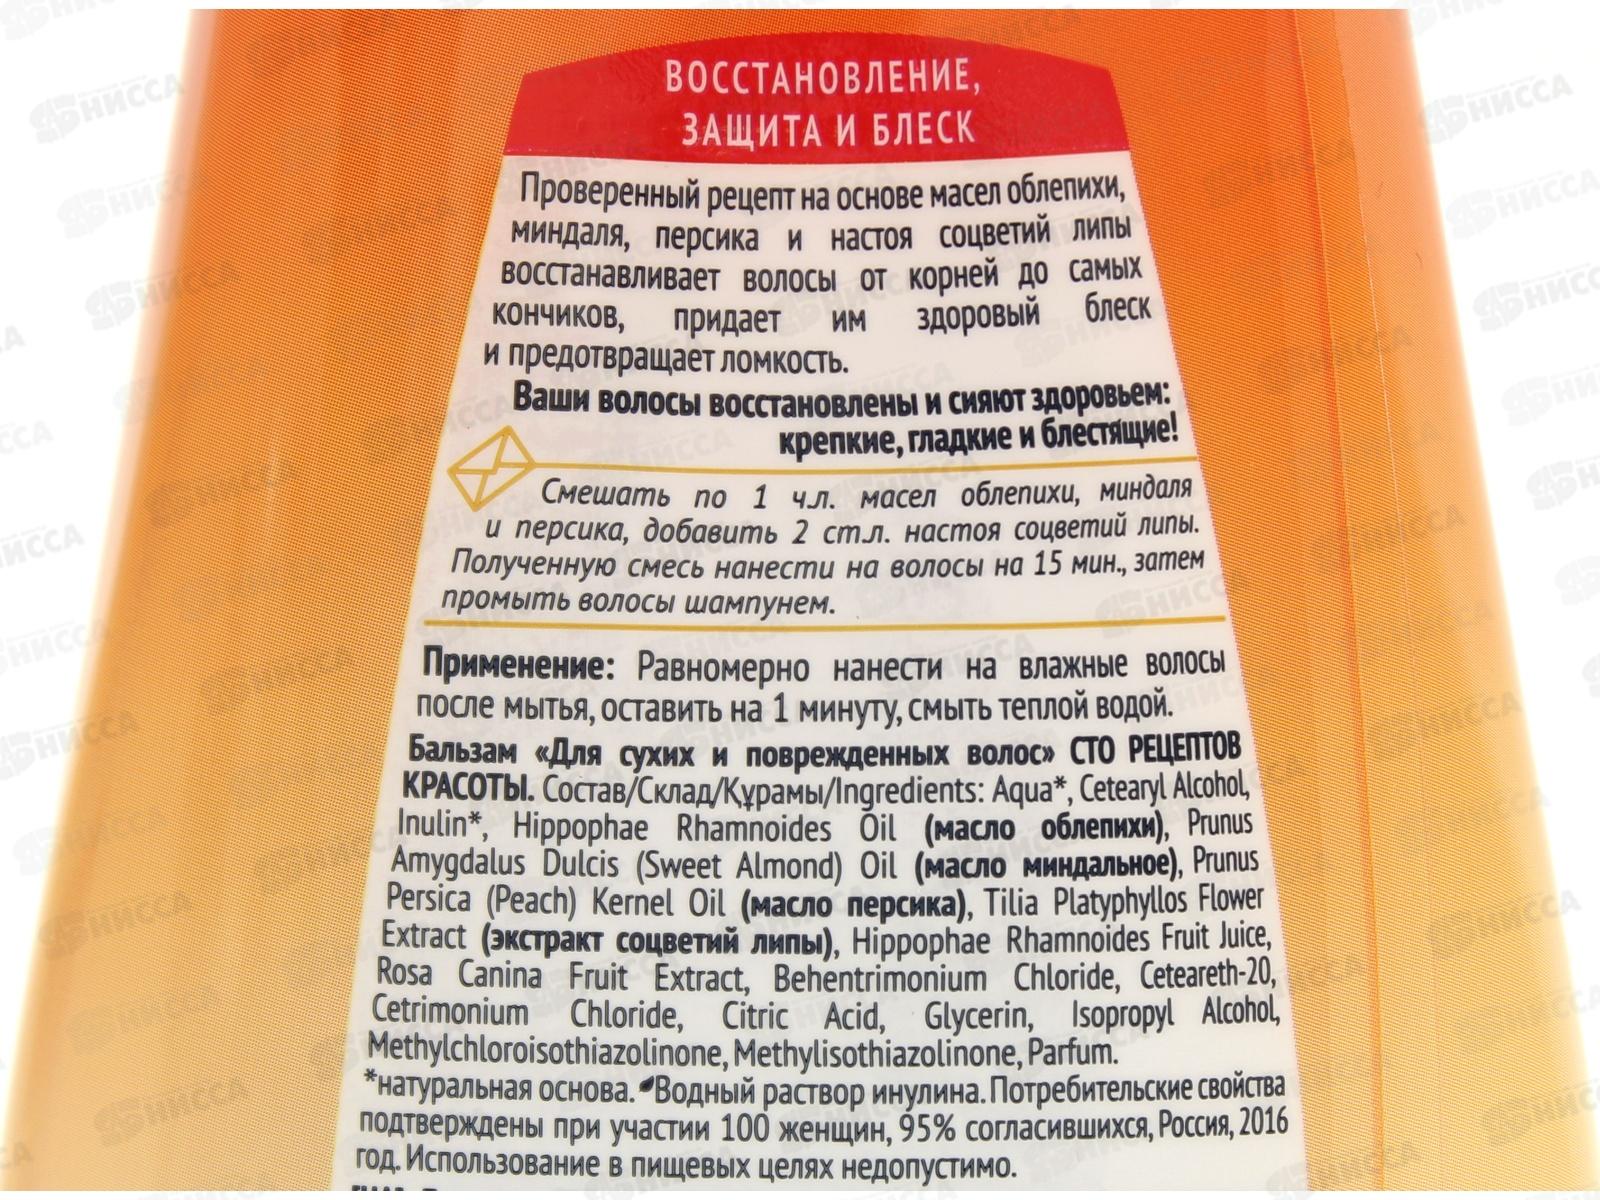 ВОССТАНОВЛЕНИЕ,
ЗАЩИТА И БЛЕСК
Проверенный рецепт на основе масел облепихи,
миндаля, персика и настоя соцветий липы
восстанавливает волосы от корней до самых
кончиков, придает им здоровый блеск
и предотвращает ломкость.
Ваши волосы восстановлены и сияют здоровьем:
крепкие, гладкие и блестящие!
Смешать по 1 ч.л. масел облепихи, миндаля
и персика, добавить 2 ст.л. настоя соцветий липы.
Полученную смесь нанести на волосы на 15 мин., затем
промыть волосы шампунем.
Применение: Равномерно нанести на влажные волосы
после мытья, оставить на 1 минуту, смыть теплой водой.
Бальзам «Для сухих и поврежденных волос» СТО РЕЦЕПТОВ
КРАСОТЫ. Состав/Склад/Құрамы/Ingredients: Aqua*, Cetearyl Alcohol,
Inulin*, Hippophae Rhamnoides Oil (масло облепихи), Prunus
Amygdalus Dulcis (Sweet Almond) Oil (масло миндальное), Prunus
Persica (Peach) Kernel Oil (масло персика), Tilia Platyphyllos Flower
Extract (экстракт соцветий липы), Hippophae Rhamnoides Fruit Juice,
Rosa Canina Fruit Extract, Behentrimonium Chloride, Ceteareth-20,
Cetrimonium Chloride, Citric Acid, Glycerin, Isopropyl Alcohol,
Methylchloroisothiazolinone, Methylisothiazolinone, Parfum.
*натуральная основа. Водный раствор инулина. Потребительские свойства
подтверждены при участии 100 женщин, 95% согласившихся, Россия, 2016
год. Использование в пищевых целях недопустимо.